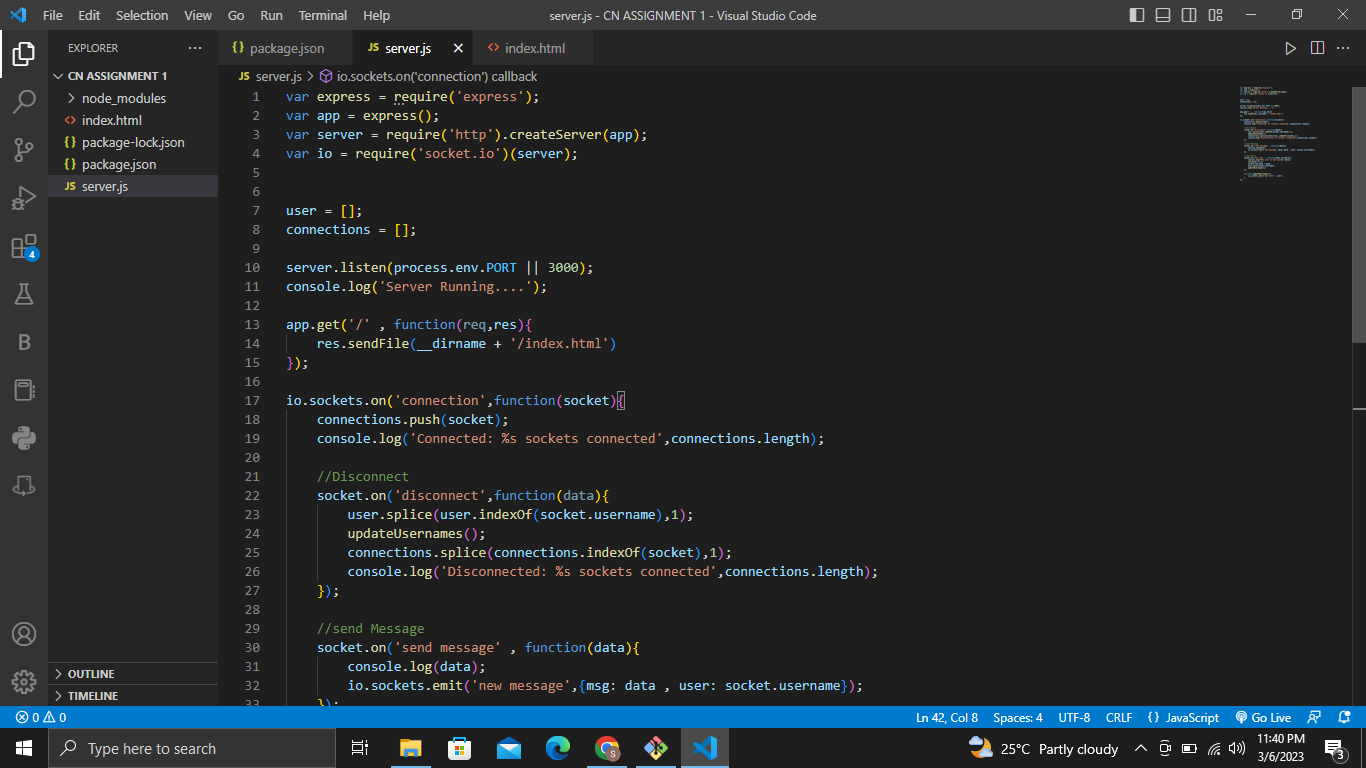 File Edit Selection View Go Run Terminal Help server.js - CN ASSIGNMENT 1 - Visual Studio Code
EXPLORER
CN ASSIGNMENT 1
node_modules
index.html
{} package-lock.json
{} package.json
JS server.js
OUTLINE
TIMELINE
4
B
{} package.json JS server.js index.html
JS server.js > io.sockets.on('connection') callback
1 var express = require('express');
2 var app = express();
3 var server = require('http').createServer(app);
4 var io = require('socket.io')(server);
5
6
7 user = [];
8 connections = [];
9
10 server.listen(process.env.PORT || 3000);
11 console.log('Server Running....');
12
13 app.get('/' , function(req,res){
14 res.sendFile(__dirname + '/index.html')
15 });
16
17 io.sockets.on('connection',function(socket){
18 connections.push(socket);
19 console.log('Connected: %s sockets connected',connections.length);
20
21 //Disconnect
22 socket.on('disconnect',function(data){
23 user.splice(user.indexOf(socket.username),1);
24 updateUsernames();
25 connections.splice(connections.indexOf(socket),1);
26 console.log('Disconnected: %s sockets connected',connections.length);
27 });
28
29 //send Message
30 socket.on('send message' , function(data){
31 console.log(data);
32 io.sockets.emit('new message',{msg: data , user: socket.username});
33 });
0 0 Ln 42, Col 8 Spaces: 4 UTF-8 CRLF {} JavaScript Go Live
Type here to search 25°C Partly cloudy 11:40 PM
3/6/2023
3